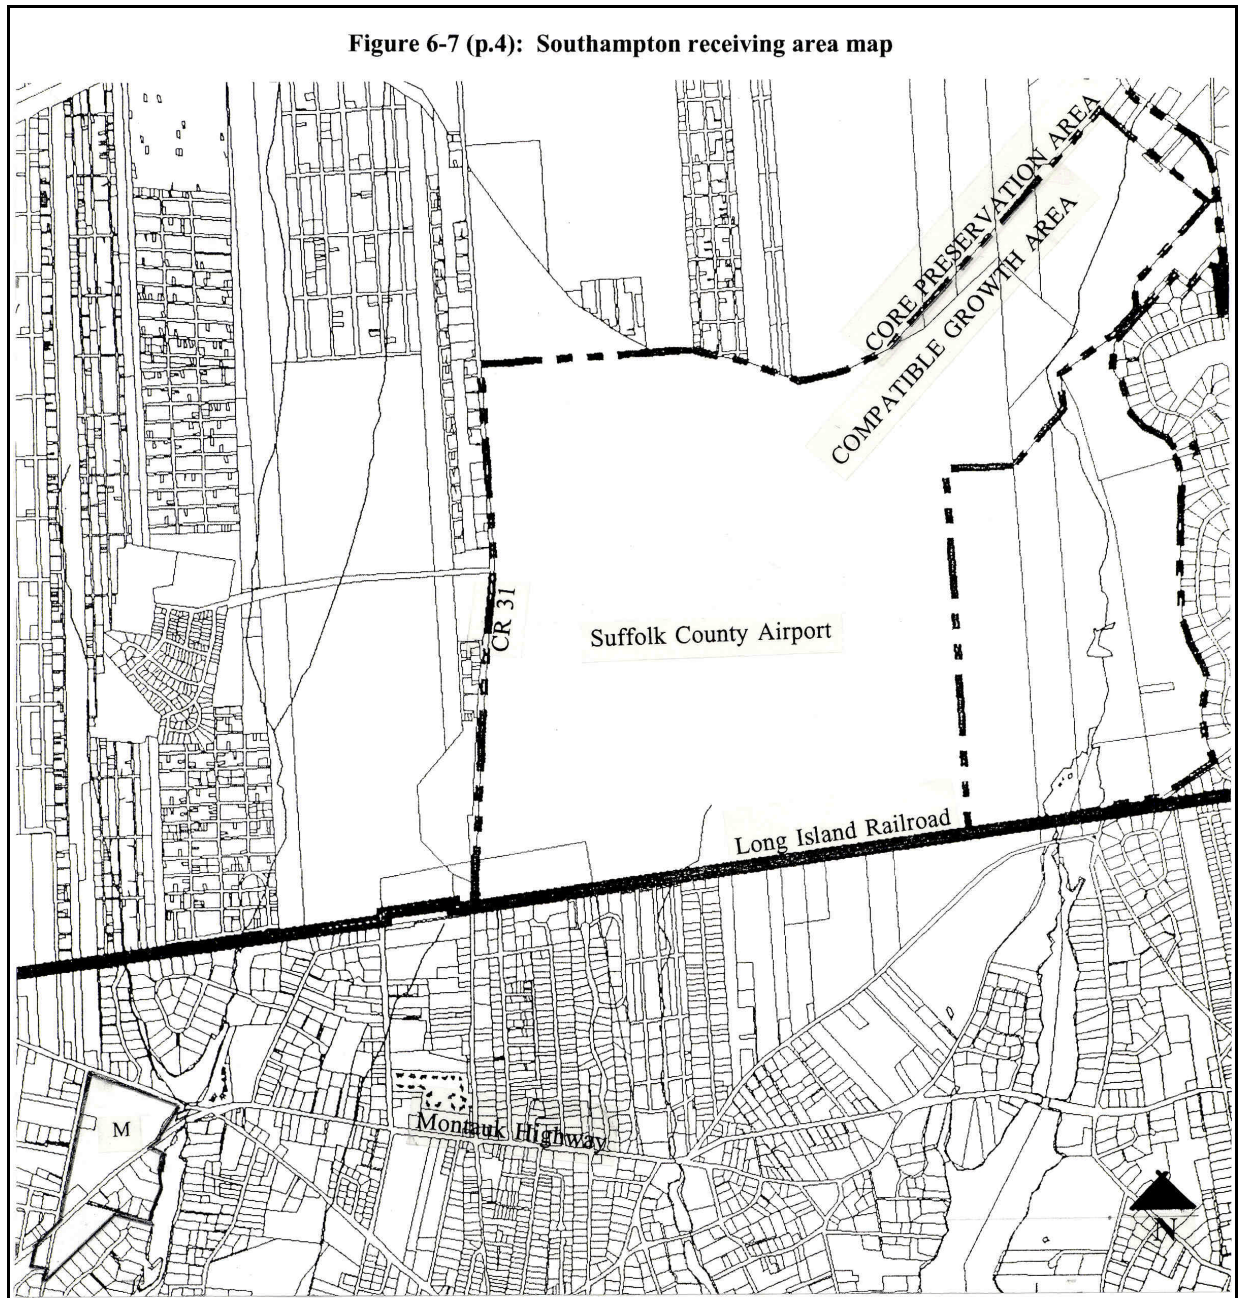 Figure 6-7 (p.4): Southampton receiving area map
CORE PRESERVATION AREA
COMPATIBLE GROWTH AREA
CR 31
Suffolk County Airport
Long Island Railroad
Montauk Highway
M